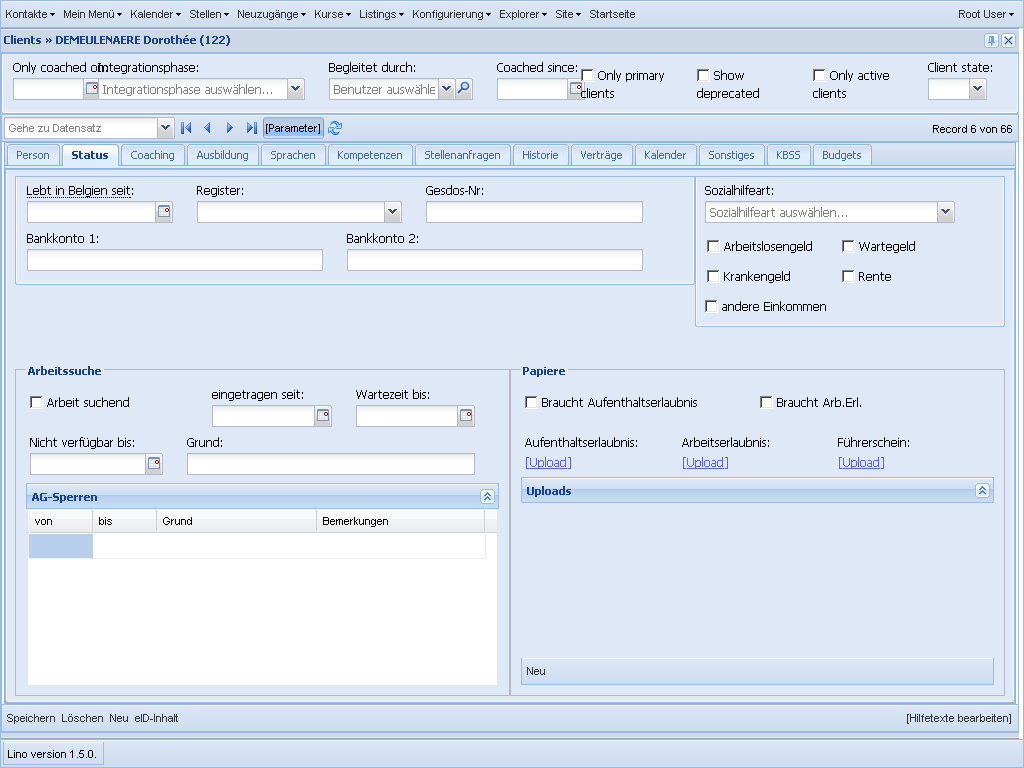 Kontakte Mein Menü Kalender Stellen Neuzugänge Kurse Listings Konfigurierung Explorer Site Startseite Root User
Clients » DEMEULENAERE Dorothée (122)
Only coached on: Integrationsphase: Begleitet durch: Coached since: Only primary clients Show deprecated Only active clients Client state:
Integrationsphase auswählen... Benutzer auswähle
Gehe zu Datensatz [Parameter] Record 6 von 66
Person Status Coaching Ausbildung Sprachen Kompetenzen Stellenanfragen Historie Verträge Kalender Sonstiges KBSS Budgets
Lebt in Belgien seit: Register: Gesdos-Nr: Sozialhilfeart:
Sozialhilfeart auswählen...
Bankkonto 1: Bankkonto 2:
Arbeitslosengeld Wartegeld
Krankengeld Rente
andere Einkommen
Arbeitssuche
Arbeit suchend eingetragen seit: Wartezeit bis:
Nicht verfügbar bis: Grund:
AG-Sperren
von bis Grund Bemerkungen
Papiere
Braucht Aufenthaltserlaubnis Braucht Arb.Erl.
Aufenthaltserlaubnis: Arbeitserlaubnis: Führerschein:
[Upload] [Upload] [Upload]
Uploads
Neu
Speichern Löschen Neu eID-Inhalt [Hilfetexte bearbeiten]
Lino version 1.5.0.